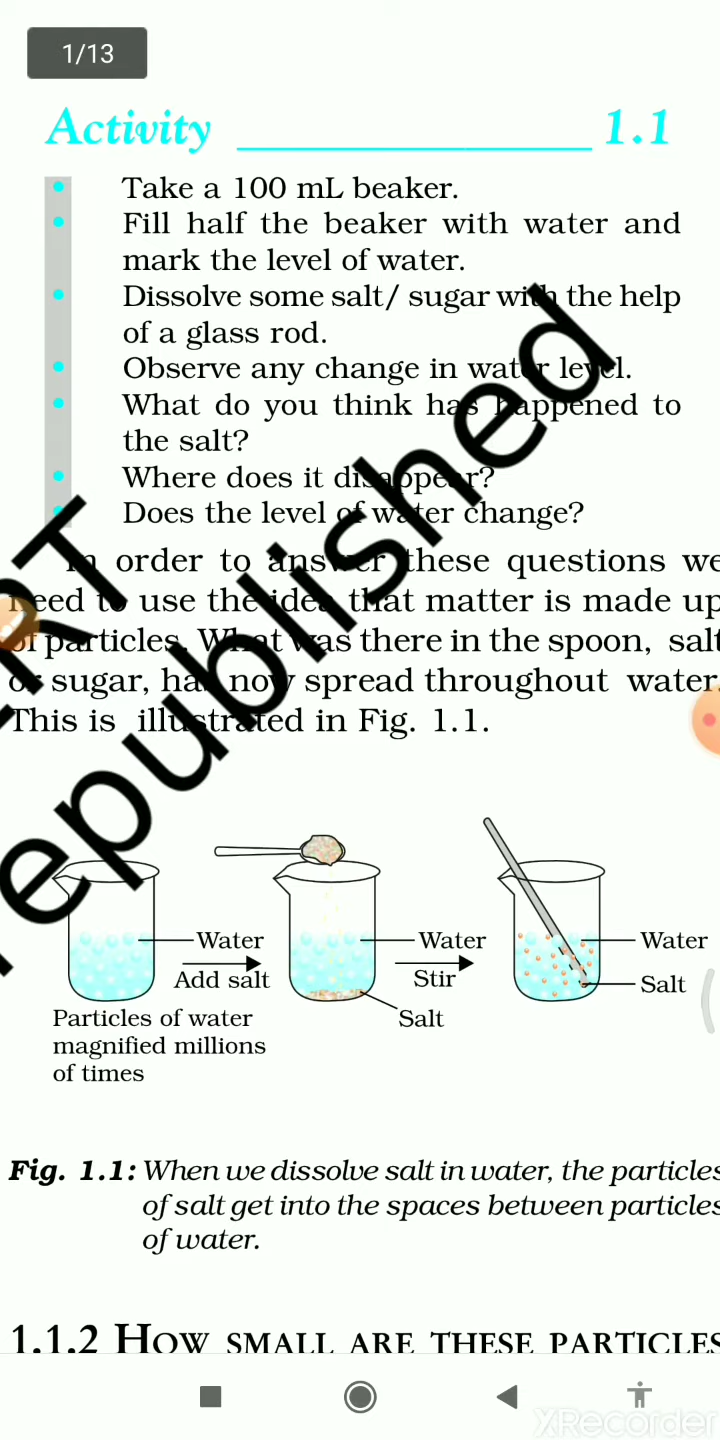 1/13
Activity 1.1
• Take a 100 mL beaker.
• Fill half the beaker with water and
mark the level of water.
• Dissolve some salt/ sugar with the help
of a glass rod.
• Observe any change in water level.
• What do you think has happened to
the salt?
• Where does it disappear?
• Does the level of water change?
In order to answer these questions we
need to use the idea that matter is made up
of particles. What was there in the spoon, salt
or sugar, has now spread throughout water.
This is illustrated in Fig. 1.1.
RT
republished
Water
Add salt
Water
Stir
Salt
Water
Salt
Particles of water
magnified millions
of times
Fig. 1.1: When we dissolve salt in water, the particles
of salt get into the spaces between particles
of water.
1.1.2 HOW SMALL ARE THESE PARTICLES
XRecorder